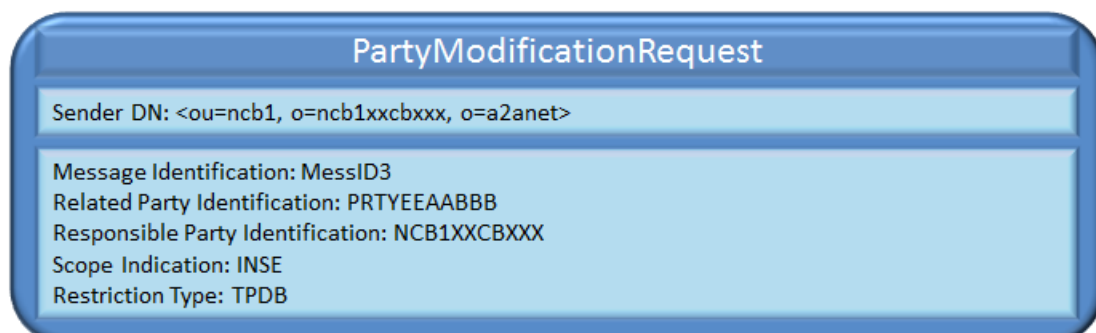 PartyModificationRequest
Sender DN: <ou=ncb1, o=ncb1xxcbxxx, o=a2anet>
Message Identification: MessID3
Related Party Identification: PRTYEEAABBB
Responsible Party Identification: NCB1XXCBXXX
Scope Indication: INSE
Restriction Type: TPDB